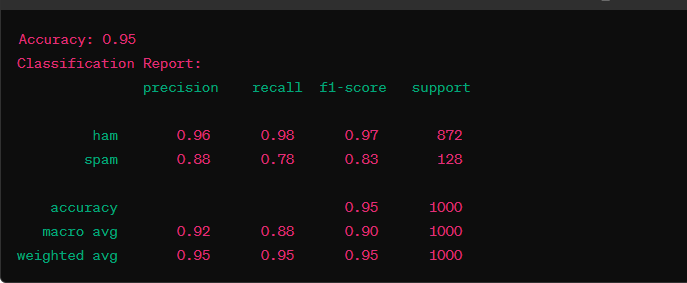 Accuracy: 0.95
Classification Report:
precision recall f1-score support
ham 0.96 0.98 0.97 872
spam 0.88 0.78 0.83 128
accuracy 0.95 1000
macro avg 0.92 0.88 0.90 1000
weighted avg 0.95 0.95 0.95 1000